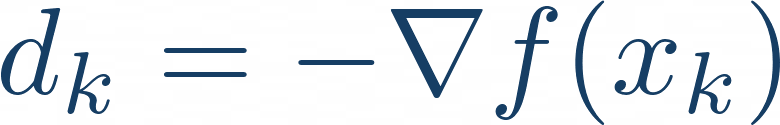 d_k = −∇f(x_k)